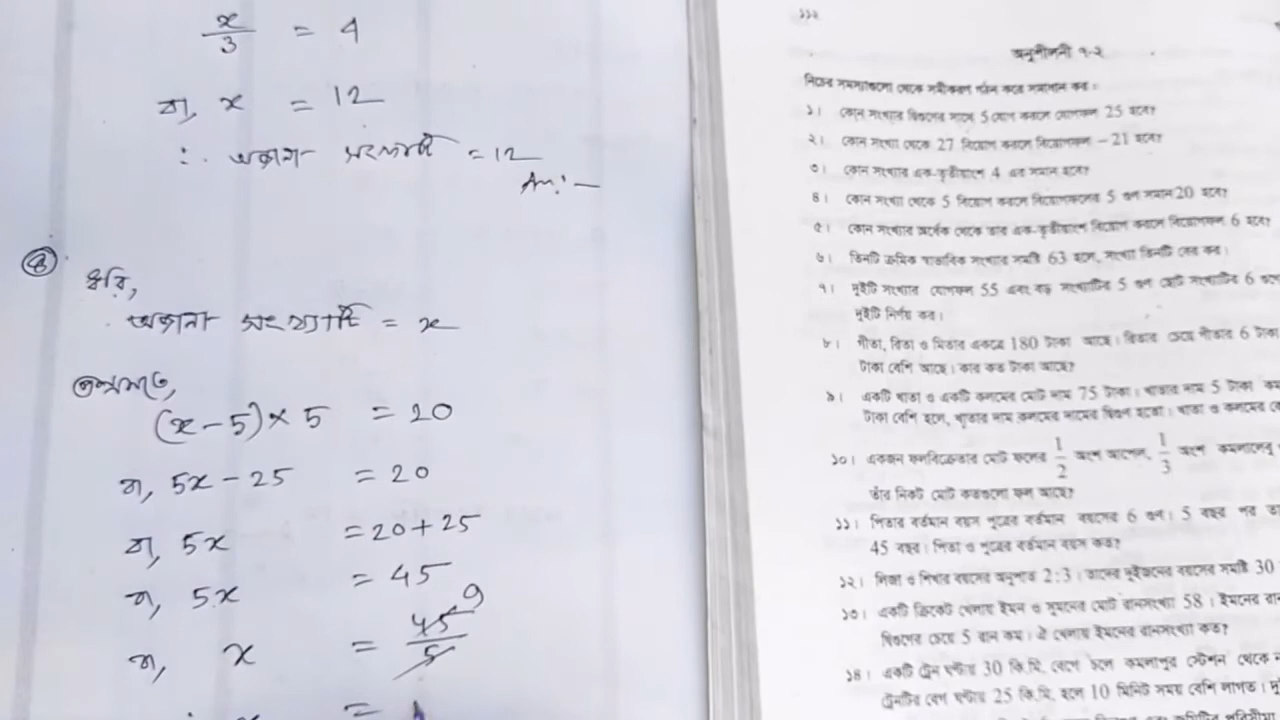 x/3 = 4
বা, x = 12
∴ অজানা সংখ্যাটি = 12
Ans:—
৪
ধরি,
অজানা সংখ্যাটি = x
প্রশ্নমতে,
(x – 5) × 5 = 20
বা, 5x – 25 = 20
বা, 5x = 20 + 25
বা, 5x = 45
বা, x = 45/5 9
=
১১২
অনুশীলনী ৭·২
নিচের সমস্যাগুলো থেকে সমীকরণ গঠন করে সমাধান কর :
১। কোন সংখ্যার দ্বিগুণের সাথে 5 যোগ করলে যোগফল 25 হবে?
২। কোন সংখ্যা থেকে 27 বিয়োগ করলে বিয়োগফল – 21 হবে?
৩। কোন সংখ্যার এক-তৃতীয়াংশ 4 এর সমান হবে?
৪। কোন সংখ্যা থেকে 5 বিয়োগ করলে বিয়োগফলের 5 গুণ সমান 20 হবে?
৫। কোন সংখ্যার অর্ধেক থেকে তার এক-তৃতীয়াংশ বিয়োগ করলে বিয়োগফল 6 হবে?
৬। তিনটি ক্রমিক স্বাভাবিক সংখ্যার সমষ্টি 63 হলে, সংখ্যা তিনটি বের কর।
৭। দুইটি সংখ্যার যোগফল 55 এবং বড় সংখ্যাটির 5 গুণ ছোট সংখ্যাটির 6
দুইটি নির্ণয় কর।
৮। গীতা, রিতা ও মিতার একত্রে 180 টাকা আছে। রিতার চেয়ে গীতার 6 টাকা
টাকা বেশি আছে। কার কত টাকা আছে?
৯। একটি খাতা ও একটি কলমের মোট দাম 75 টাকা। খাতার দাম 5 টাকা
টাকা বেশি হলে, খাতার দাম কলমের দামের দ্বিগুণ হতো। খাতা ও কলমের
১০। একজন ফলবিক্রেতার মোট ফলের 1/2 অংশ আপেল, 1/3 অংশ কমলালেবু
তাঁর নিকট মোট কতগুলো ফল আছে?
১১। পিতার বর্তমান বয়স পুত্রের বর্তমান বয়সের 6 গুণ। 5 বছর পর
45 বছর। পিতা ও পুত্রের বর্তমান বয়স কত?
১২। লিজা ও শিখার বয়সের অনুপাত 2:3। তাদের দুইজনের বয়সের সমষ্টি 30
১৩। একটি ক্রিকেট খেলায় ইমন ও সুমনের মোট রানসংখ্যা 58। ইমনের
দ্বিগুণের চেয়ে 5 রান কম। ঐ খেলায় ইমনের রানসংখ্যা কত?
১৪। একটি ট্রেন ঘণ্টায় 30 কি.মি. বেগে চলে কমলাপুর স্টেশন থেকে
ট্রেনটির বেগ ঘণ্টায় 25 কি.মি. হলে 10 মিনিট সময় বেশি লাগত।